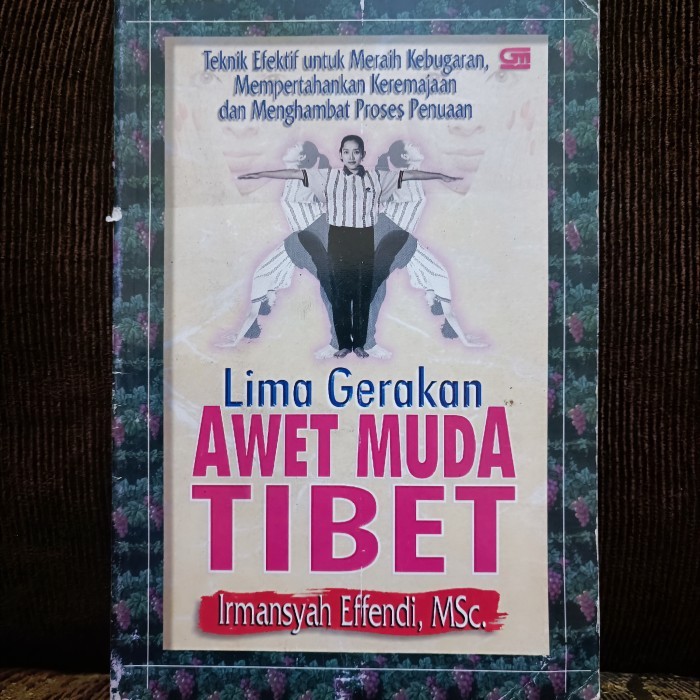 Teknik Efektif untuk Meraih Kebugaran,
Mempertahankan Keremajaan
dan Menghambat Proses Penuaan
Lima Gerakan
AWET MUDA
TIBET
Irmansyah Effendi, MSc.